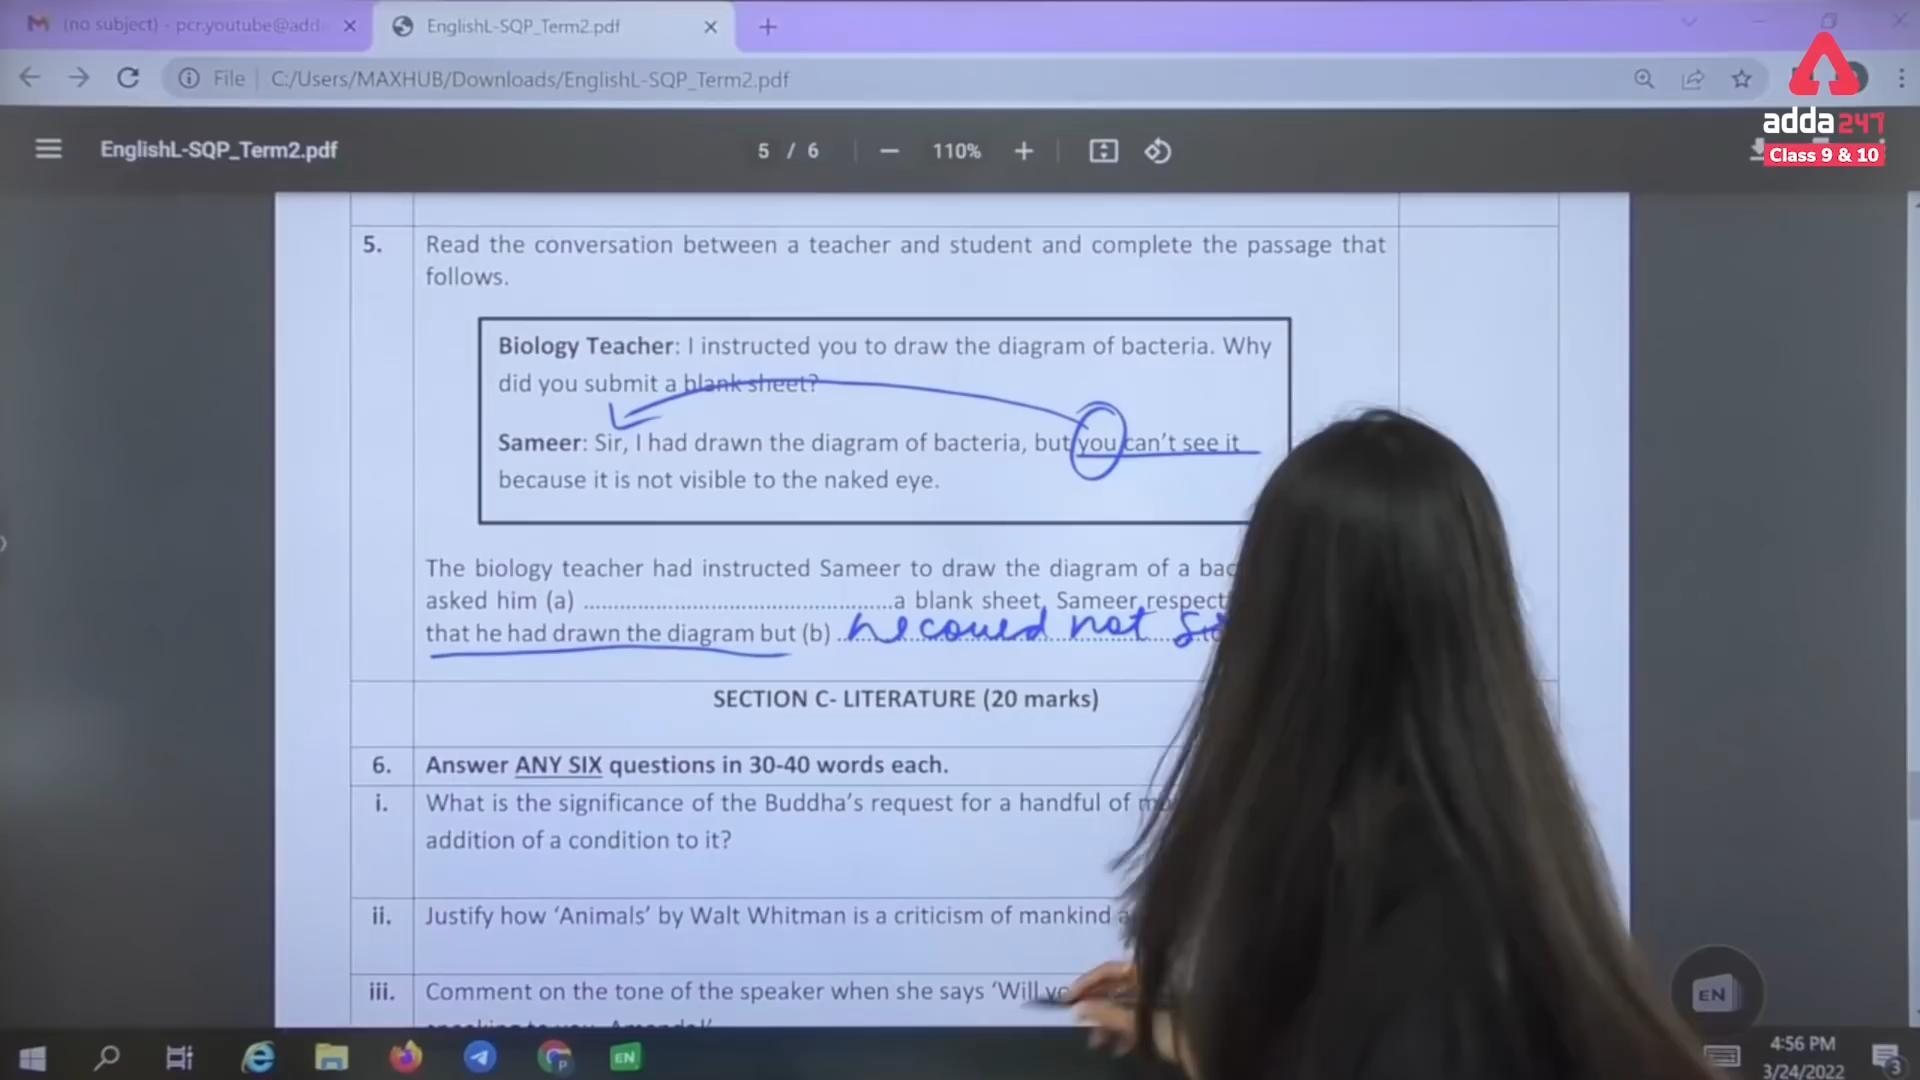 (no subject) - pcr.youtube@add
EnglishL-SQP_Term2.pdf
File
C:/Users/MAXHUB/Downloads/EnglishL-SQP_Term2.pdf
adda247
Class 9 & 10
EnglishL-SQP_Term2.pdf
5 / 6
110%
5. Read the conversation between a teacher and student and complete the passage that
follows.
Biology Teacher: I instructed you to draw the diagram of bacteria. Why
did you submit a blank sheet?
Sameer: Sir, I had drawn the diagram of bacteria, but you can't see it
because it is not visible to the naked eye.
The biology teacher had instructed Sameer to draw the diagram of a
asked him (a) ............................................a blank sheet. Sameer
that he had drawn the diagram but (b) he could not
SECTION C- LITERATURE (20 marks)
6. Answer ANY SIX questions in 30-40 words each.
i. What is the significance of the Buddha's request for a handful of
addition of a condition to it?
ii. Justify how 'Animals' by Walt Whitman is a criticism of mankind
iii. Comment on the tone of the speaker when she says 'Will
EN
EN
4:56 PM
3/24/2022
3